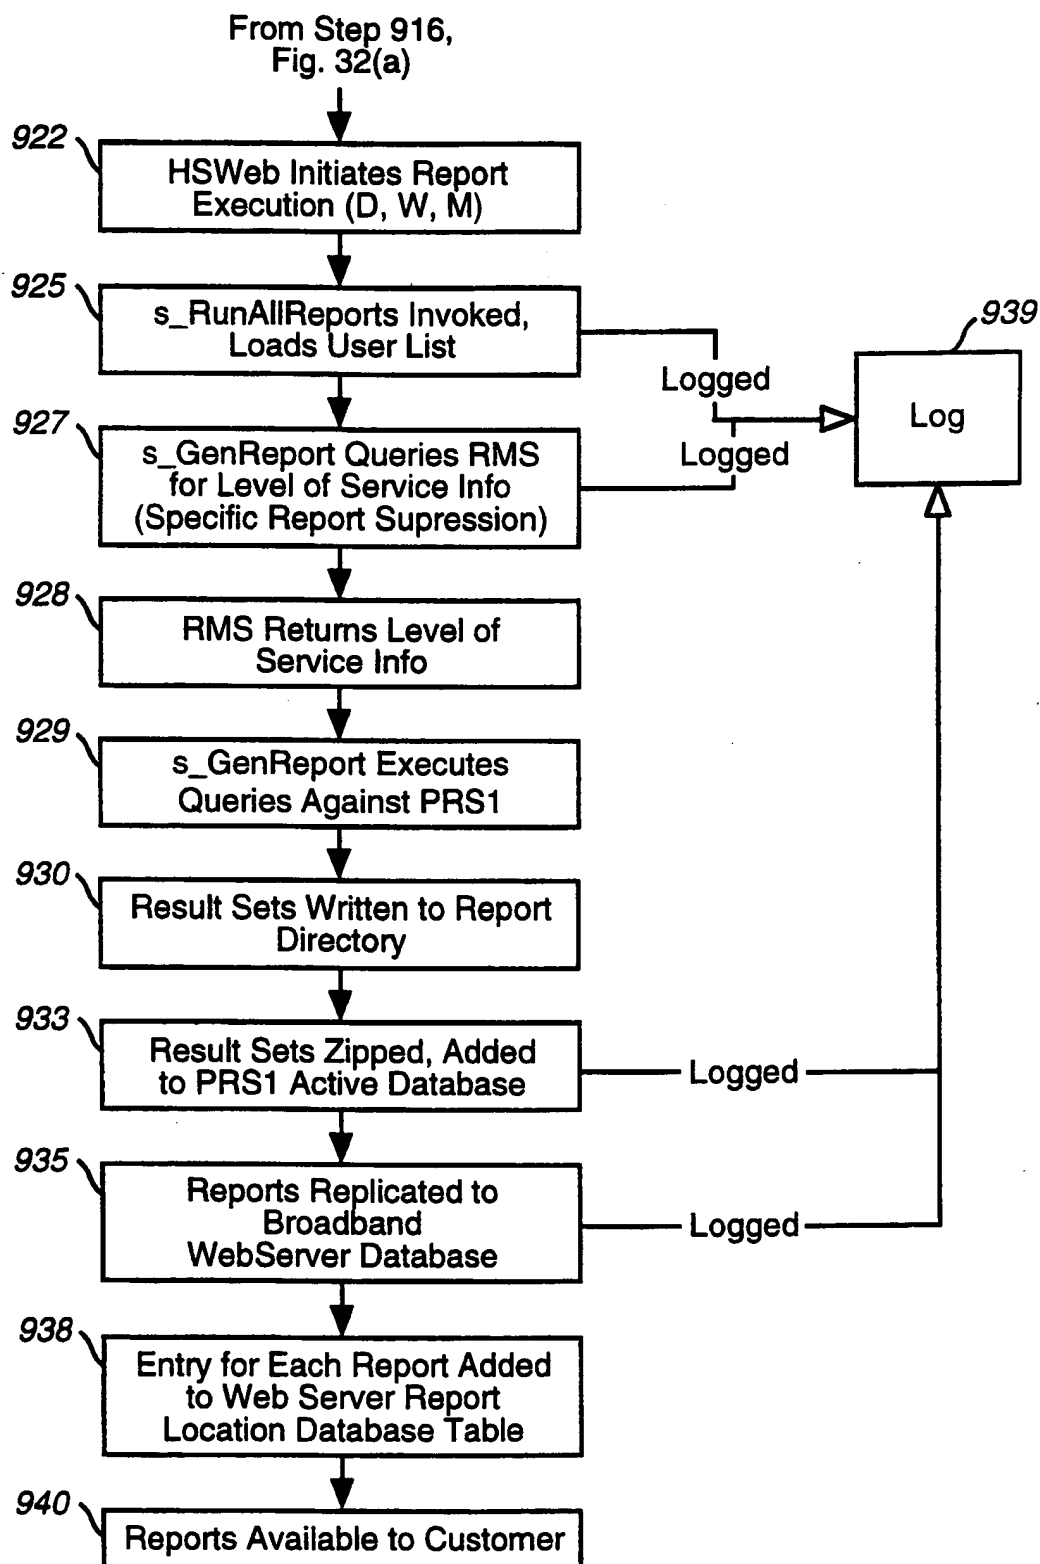 From Step 916,
Fig. 32(a)
922
HSWeb Initiates Report
Execution (D, W, M)
925
s_RunAllReports Invoked,
Loads User List
Logged
939
Log
927
s_GenReport Queries RMS
for Level of Service Info
(Specific Report Supression)
Logged
928
RMS Returns Level of
Service Info
929
s_GenReport Executes
Queries Against PRS1
930
Result Sets Written to Report
Directory
933
Result Sets Zipped, Added
to PRS1 Active Database
Logged
935
Reports Replicated to
Broadband
WebServer Database
Logged
938
Entry for Each Report Added
to Web Server Report
Location Database Table
940
Reports Available to Customer